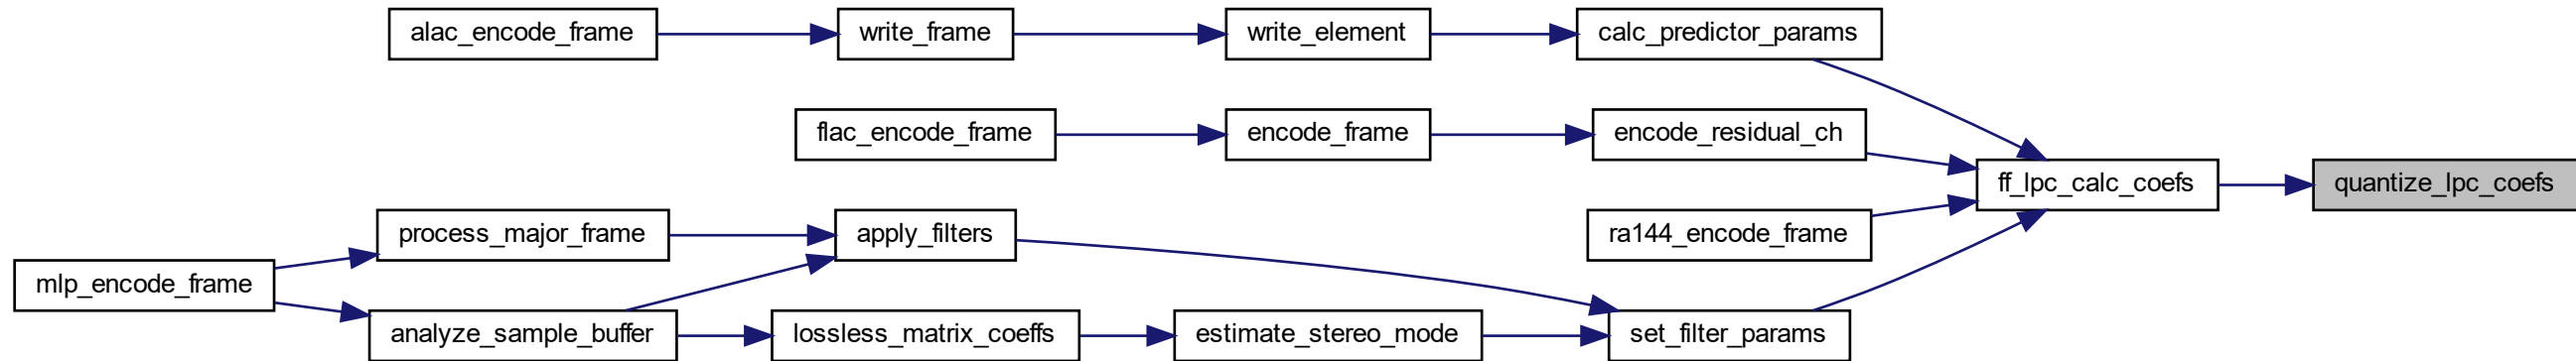 alac_encode_frame
write_frame
write_element
calc_predictor_params
flac_encode_frame
encode_frame
encode_residual_ch
ff_lpc_calc_coefs
quantize_lpc_coefs
process_major_frame
apply_filters
ra144_encode_frame
mlp_encode_frame
analyze_sample_buffer
lossless_matrix_coeffs
estimate_stereo_mode
set_filter_params